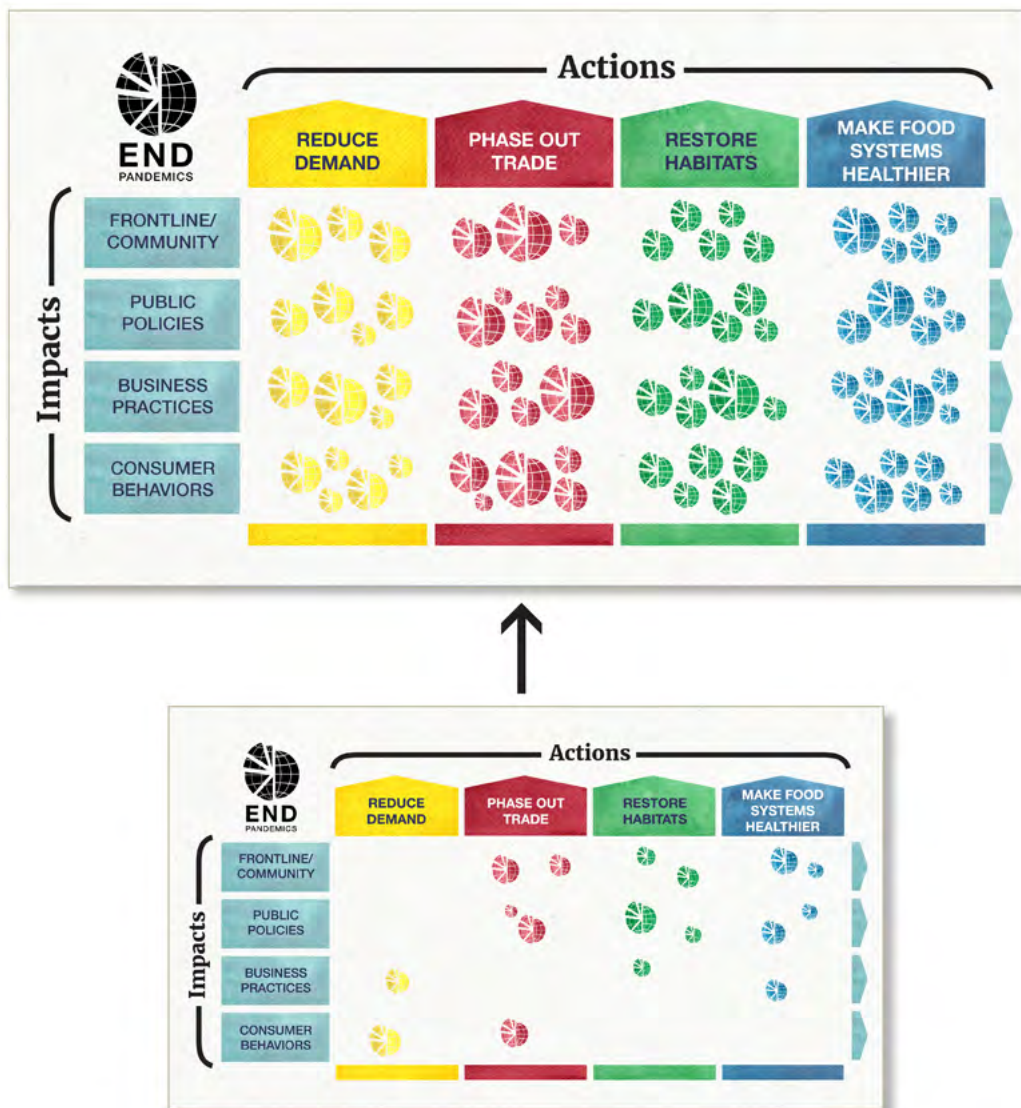 Actions
END
PANDEMICS
REDUCE
DEMAND
PHASE OUT
TRADE
RESTORE
HABITATS
MAKE FOOD
SYSTEMS
HEALTHIER
Impacts
FRONTLINE/
COMMUNITY
PUBLIC
POLICIES
BUSINESS
PRACTICES
CONSUMER
BEHAVIORS
Actions
END
PANDEMICS
REDUCE
DEMAND
PHASE OUT
TRADE
RESTORE
HABITATS
MAKE FOOD
SYSTEMS
HEALTHIER
Impacts
FRONTLINE/
COMMUNITY
PUBLIC
POLICIES
BUSINESS
PRACTICES
CONSUMER
BEHAVIORS